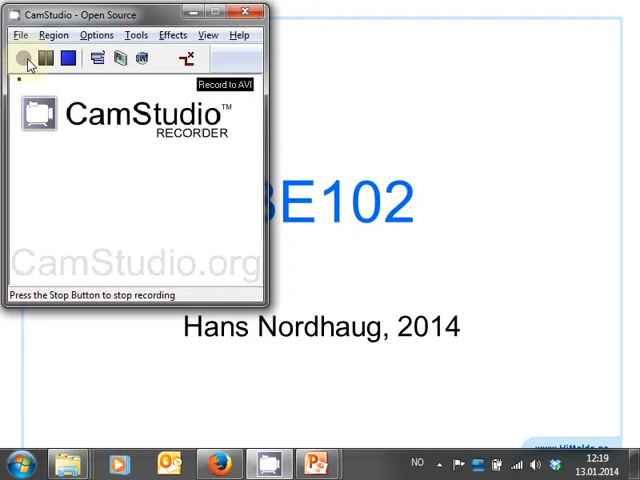 CamStudio - Open Source
File Region Options Tools Effects View Help
Record to AVI
CamStudio™
RECORDER
CamStudio.org
Press the Stop Button to stop recording
BE102
Hans Nordhaug, 2014
NO
12:19
13.01.2014